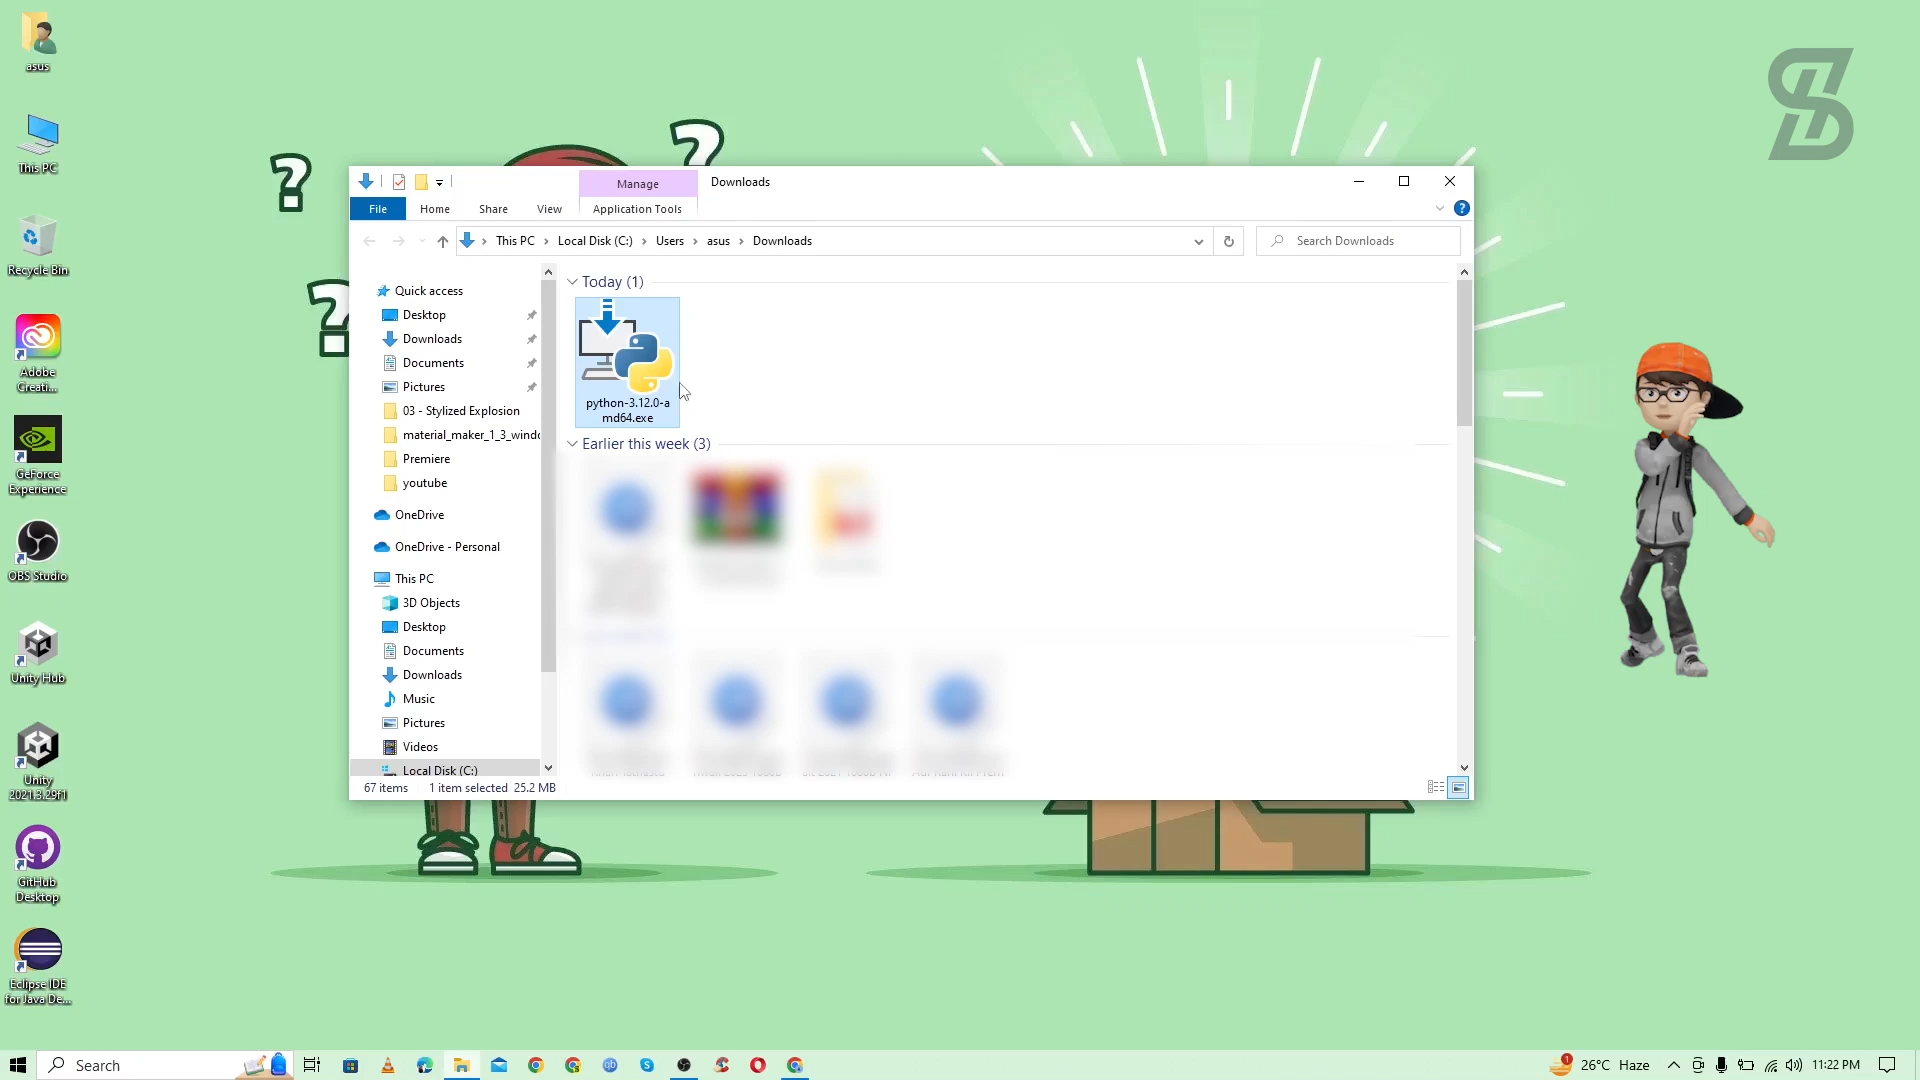 asus
This PC
Recycle Bin
Adobe
Creati...
GeForce
Experience
OBS Studio
Unity Hub
Unity
2021.3.29f1
GitHub
Desktop
Eclipse IDE
for Java De...
?
?
?
Manage
Downloads
File
Home
Share
View
Application Tools
?
This PC
Local Disk (C:)
Users
asus
Downloads
Search Downloads
Quick access
Desktop
Downloads
Documents
Pictures
03 - Stylized Explosion
material_maker_1_3_windo
Premiere
youtube
OneDrive
OneDrive - Personal
This PC
3D Objects
Desktop
Documents
Downloads
Music
Pictures
Videos
Local Disk (C:)
Today (1)
python-3.12.0-a
md64.exe
Earlier this week (3)
67 items
1 item selected 25.2 MB
Search
qb
1
26°C Haze
11:22 PM